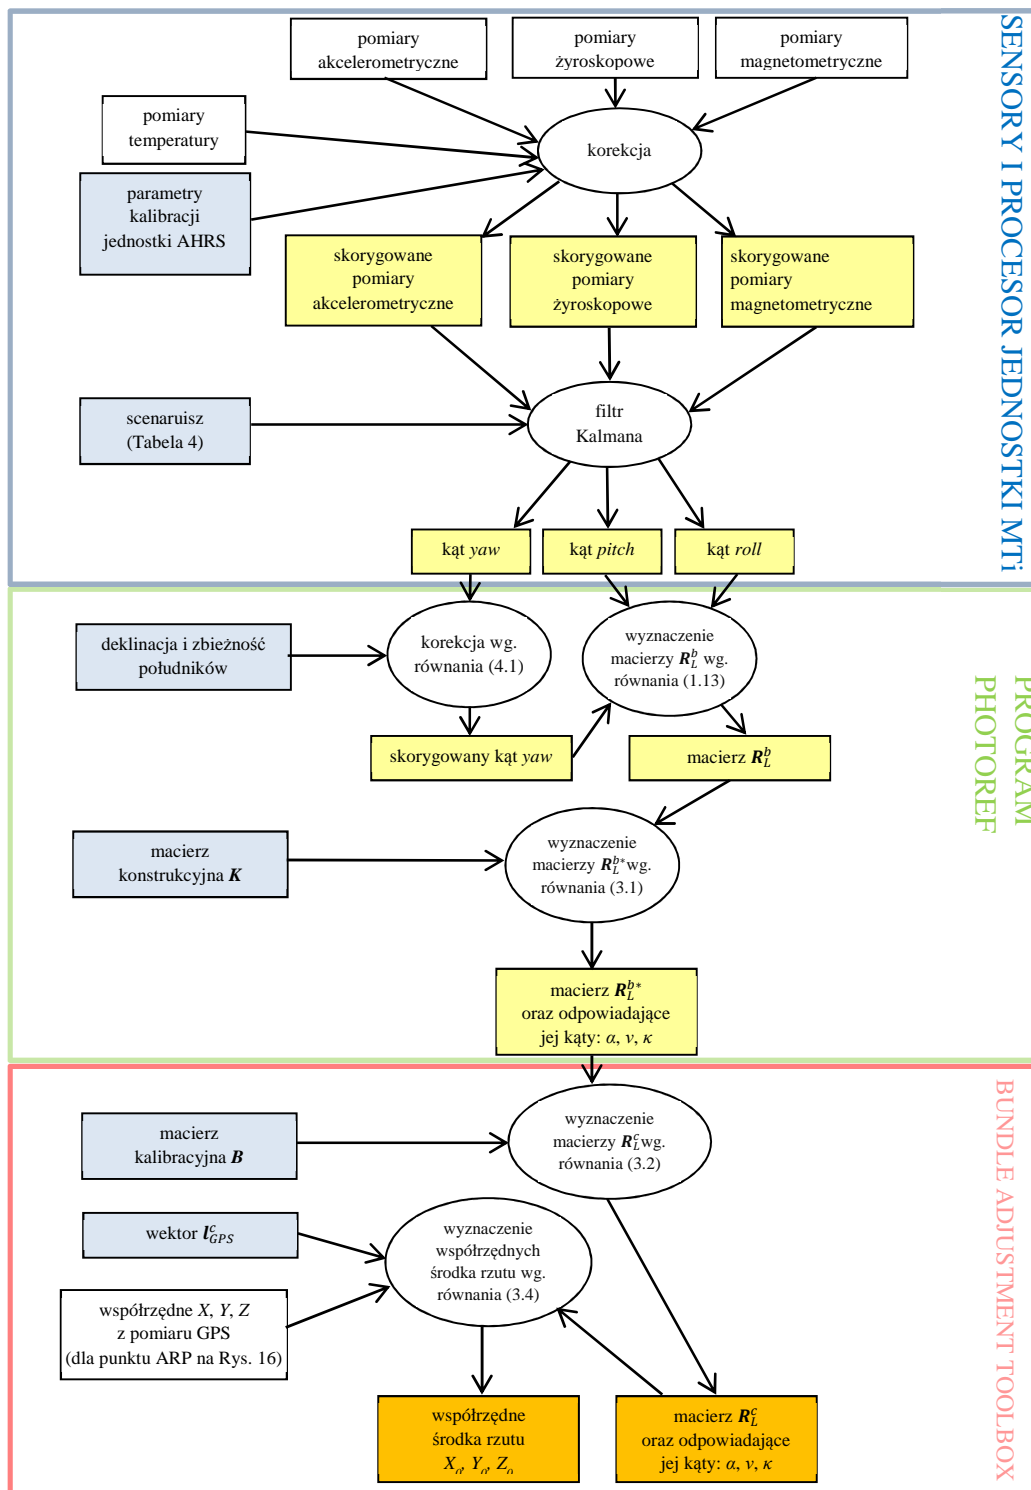 pomiary
akcelerometryczne
pomiary
żyroskopowe
pomiary
magnetometryczne
SENSORY I PROCESOR JEDNOSTKI MTi
pomiary
temperatury
korekcja
parametry
kalibracji
jednostki AHRS
skorygowane
pomiary
akcelerometryczne
skorygowane
pomiary
żyroskopowe
skorygowane
pomiary
magnetometryczne
scenaruisz
(Tabela 4)
filtr
Kalmana
kąt yaw
kąt pitch
kąt roll
PROGRAM
PHOTOREF
deklinacja i zbieżność
południków
korekcja wg.
równania (4.1)
wyznaczenie
macierzy R_L^b wg.
równania (1.13)
skorygowany kąt yaw
macierz R_L^b
macierz
konstrukcyjna K
wyznaczenie
macierzy R_L^{b*} wg.
równania (3.1)
macierz R_L^{b*}
oraz odpowiadające
jej kąty: α, ν, κ
BUNDLE ADJUSTMENT TOOLBOX
macierz
kalibracyjna B
wyznaczenie
macierzy R_L^c wg.
równania (3.2)
wektor l_{GPS}^c
wyznaczenie
współrzędnych
środka rzutu wg.
równania (3.4)
współrzędne X, Y, Z
z pomiaru GPS
(dla punktu ARP na Rys. 16)
współrzędne
środka rzutu
X_o, Y_o, Z_o
macierz R_L^c
oraz odpowiadające
jej kąty: α, ν, κ